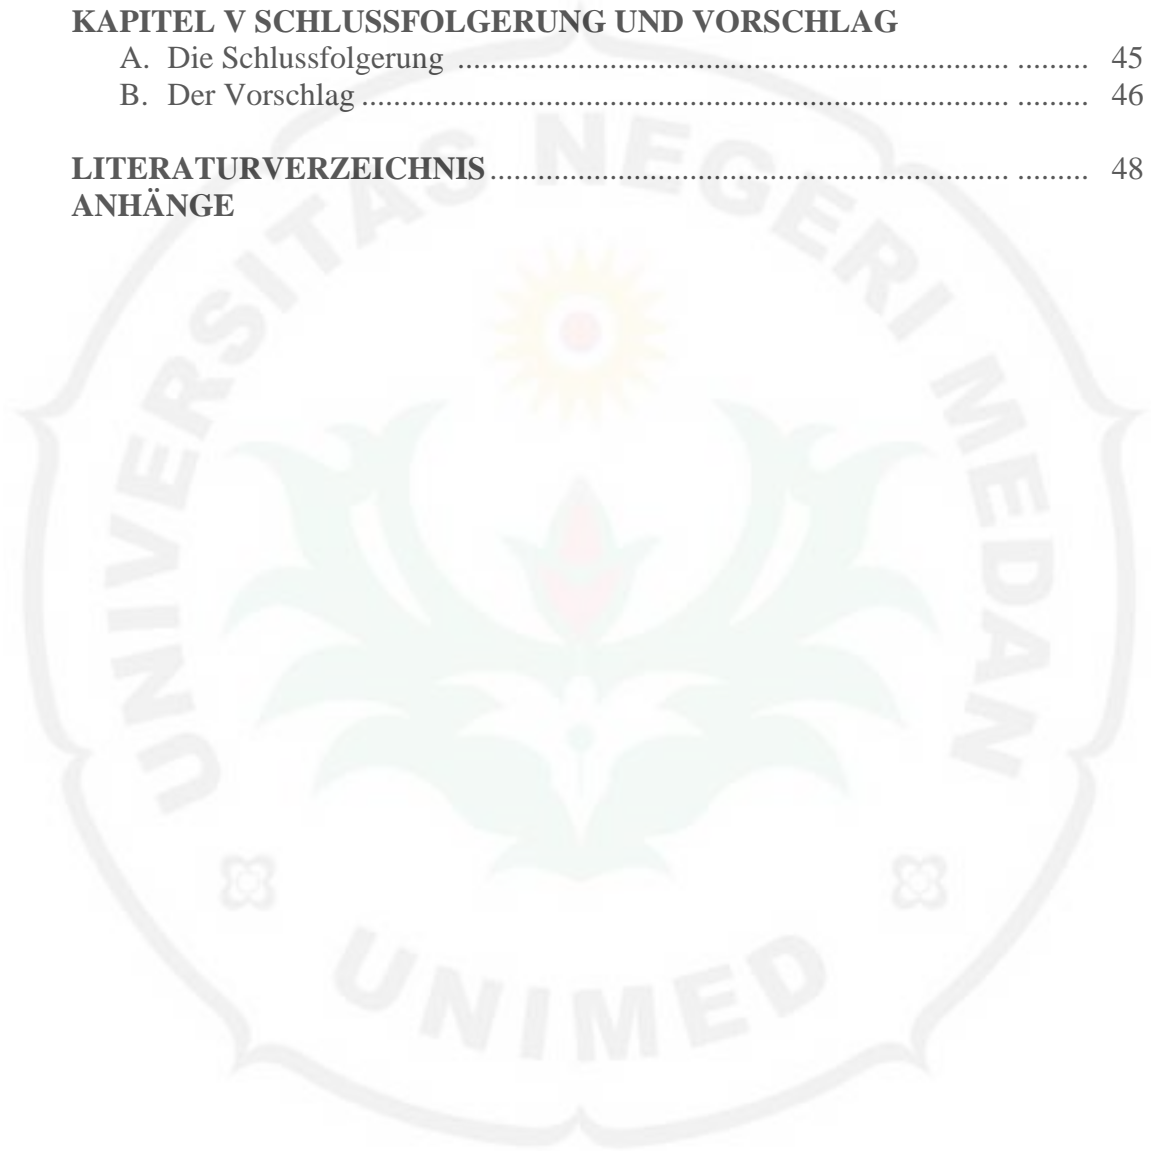 KAPITEL V SCHLUSSFOLGERUNG UND VORSCHLAG
A. Die Schlussfolgerung ........................................................................ ......... 45
B. Der Vorschlag .................................................................................... ......... 46
LITERATURVERZEICHNIS ................................................................... ......... 48
ANHÄNGE
UNIVERSITAS NEGERI MEDAN
UNIMED